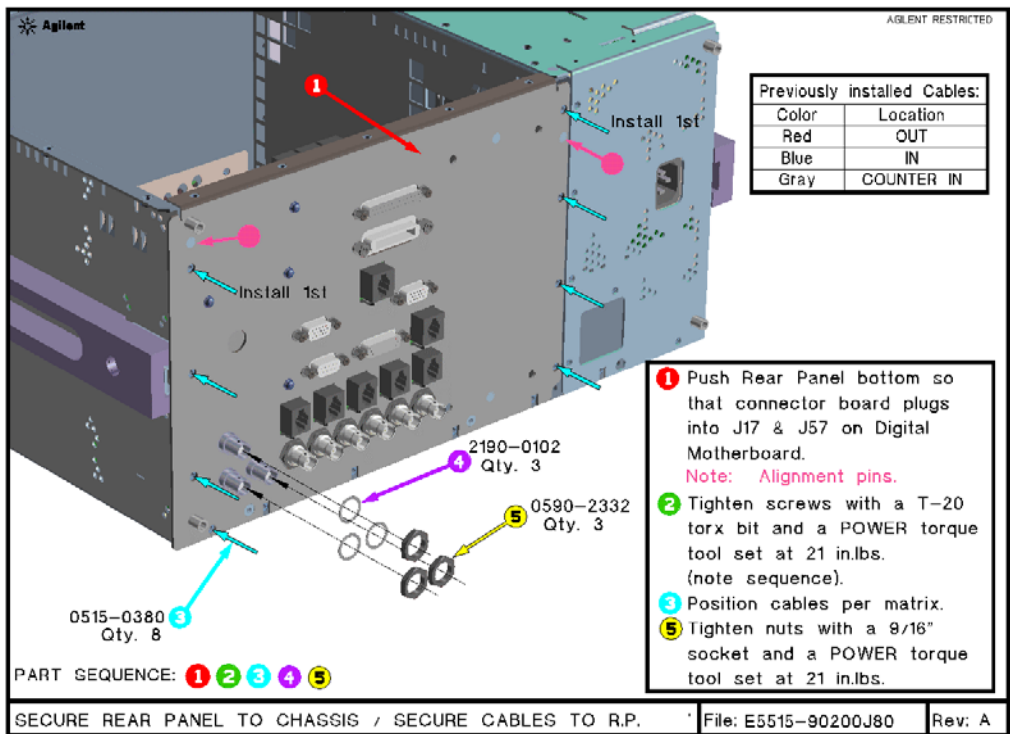 Agilent
AGILENT RESTRICTED
1
Install 1st
Previously installed Cables:
Color Location
Red OUT
Blue IN
Gray COUNTER IN
Install 1st
1 Push Rear Panel bottom so
that connector board plugs
into J17 & J57 on Digital
Motherboard.
Note: Alignment pins.
2 Tighten screws with a T-20
torx bit and a POWER torque
tool set at 21 in.lbs.
(note sequence).
3 Position cables per matrix.
5 Tighten nuts with a 9/16"
socket and a POWER torque
tool set at 21 in.lbs.
4 2190-0102
Qty. 3
5 0590-2332
Qty. 3
0515-0380 3
Qty. 8
PART SEQUENCE: 1 2 3 4 5
SECURE REAR PANEL TO CHASSIS / SECURE CABLES TO R.P. ' File: E5515-90200J80 Rev: A